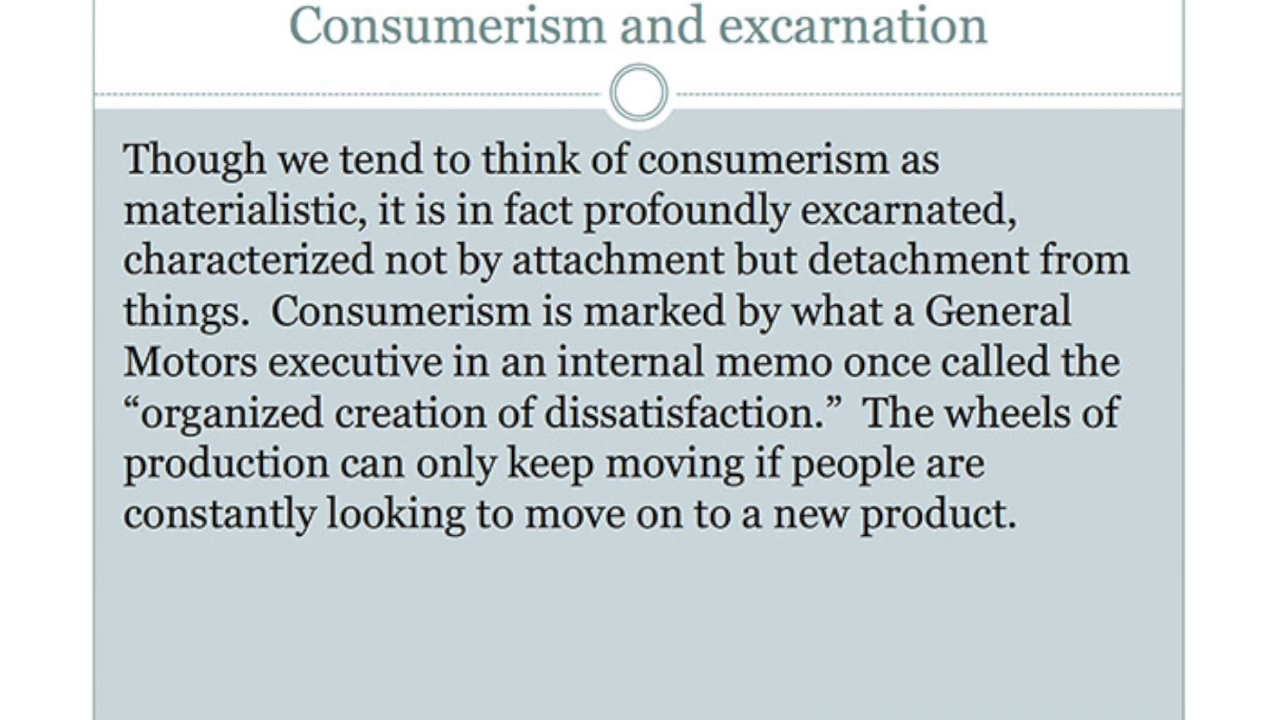 Consumerism and excarnation
Though we tend to think of consumerism as
materialistic, it is in fact profoundly excarnated,
characterized not by attachment but detachment from
things.  Consumerism is marked by what a General
Motors executive in an internal memo once called the
“organized creation of dissatisfaction.”  The wheels of
production can only keep moving if people are
constantly looking to move on to a new product.